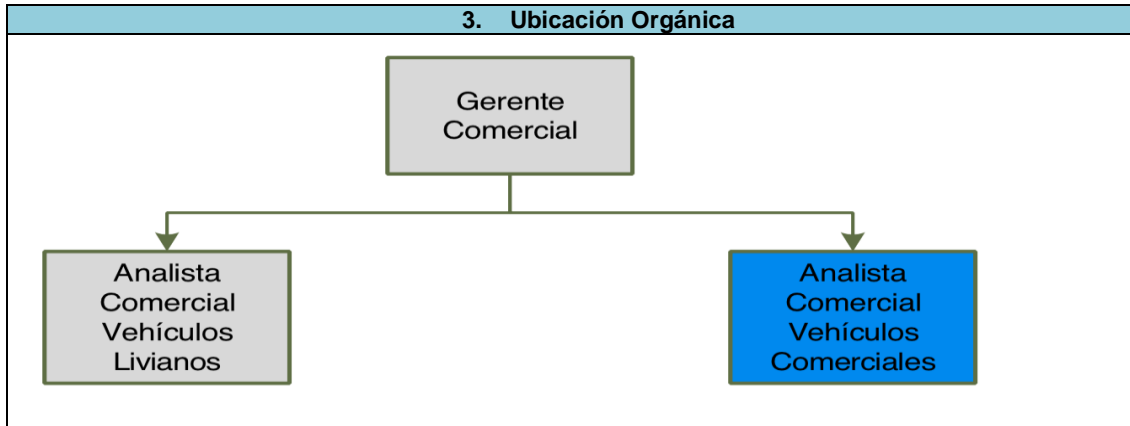 3. Ubicación Orgánica
Gerente
Comercial
Analista
Comercial
Vehículos
Livianos
Analista
Comercial
Vehículos
Comerciales